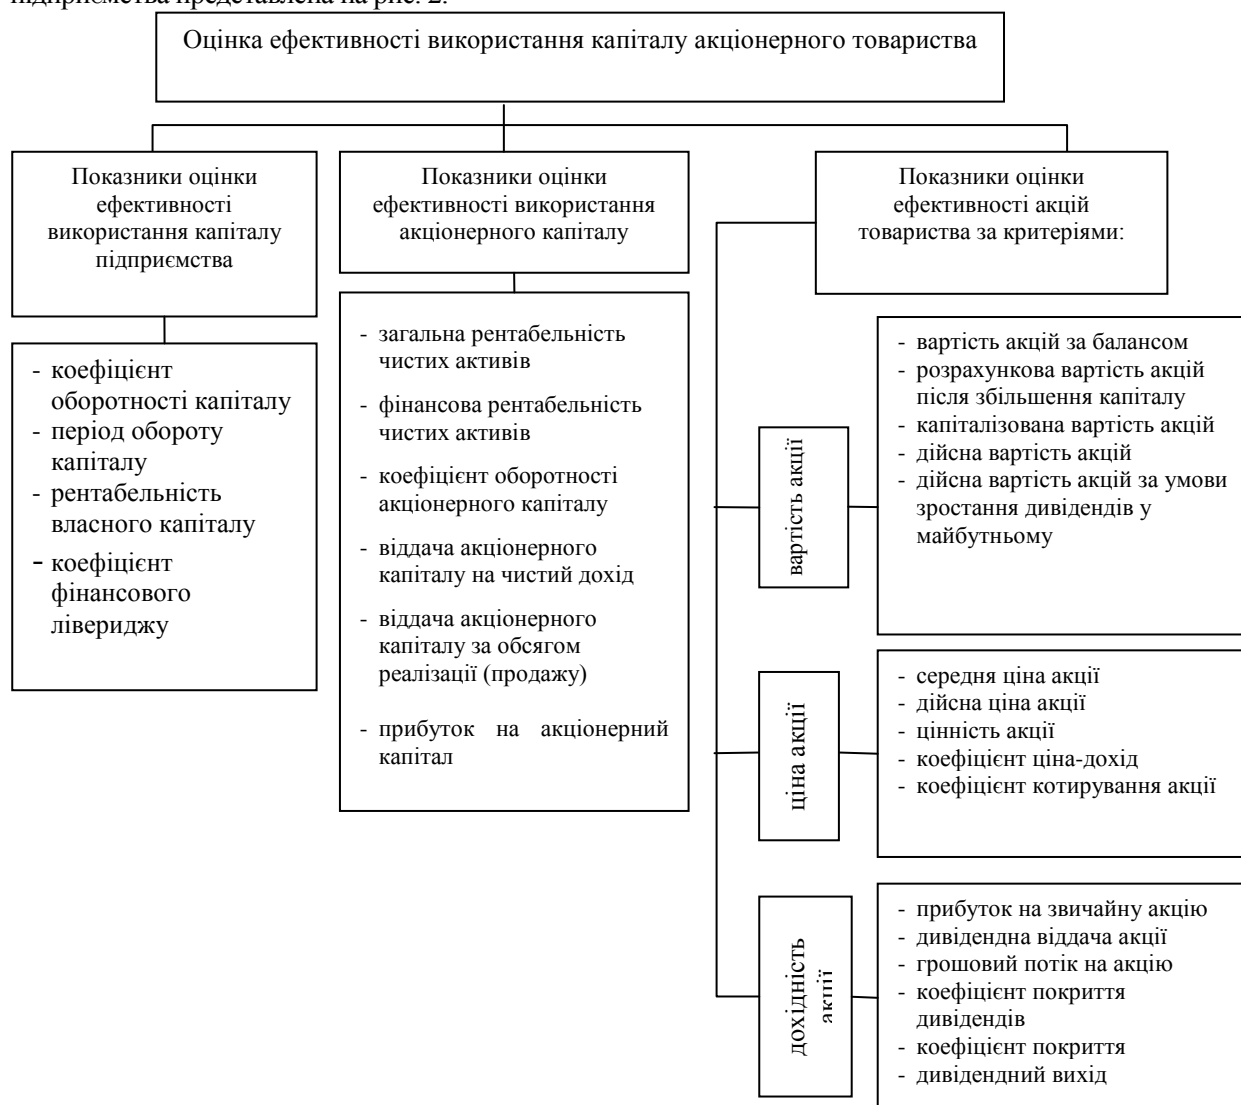 підприємства представлена на рис. 2.
Оцінка ефективності використання капіталу акціонерного товариства
Показники оцінки
ефективності
використання капіталу
підприємства
Показники оцінки
ефективності використання
акціонерного капіталу
Показники оцінки
ефективності акцій
товариства за критеріями:
- коефіцієнт
оборотності капіталу
- період обороту
капіталу
- рентабельність
власного капіталу
- коефіцієнт
фінансового
лівериджу
- загальна рентабельність
чистих активів
- фінансова рентабельність
чистих активів
- коефіцієнт оборотності
акціонерного капіталу
- віддача акціонерного
капіталу на чистий дохід
- віддача акціонерного
капіталу за обсягом
реалізації (продажу)
- прибуток на акціонерний
капітал
вартість акції
- вартість акцій за балансом
- розрахункова вартість акцій
після збільшення капіталу
- капіталізована вартість акцій
- дійсна вартість акцій
- дійсна вартість акцій за умови
зростання дивідендів у
майбутньому
ціна акції
- середня ціна акції
- дійсна ціна акції
- цінність акції
- коефіцієнт ціна-дохід
- коефіцієнт котирування акції
дохідність
акції
- прибуток на звичайну акцію
- дивідендна віддача акції
- грошовий потік на акцію
- коефіцієнт покриття
дивідендів
- коефіцієнт покриття
- дивідендний вихід